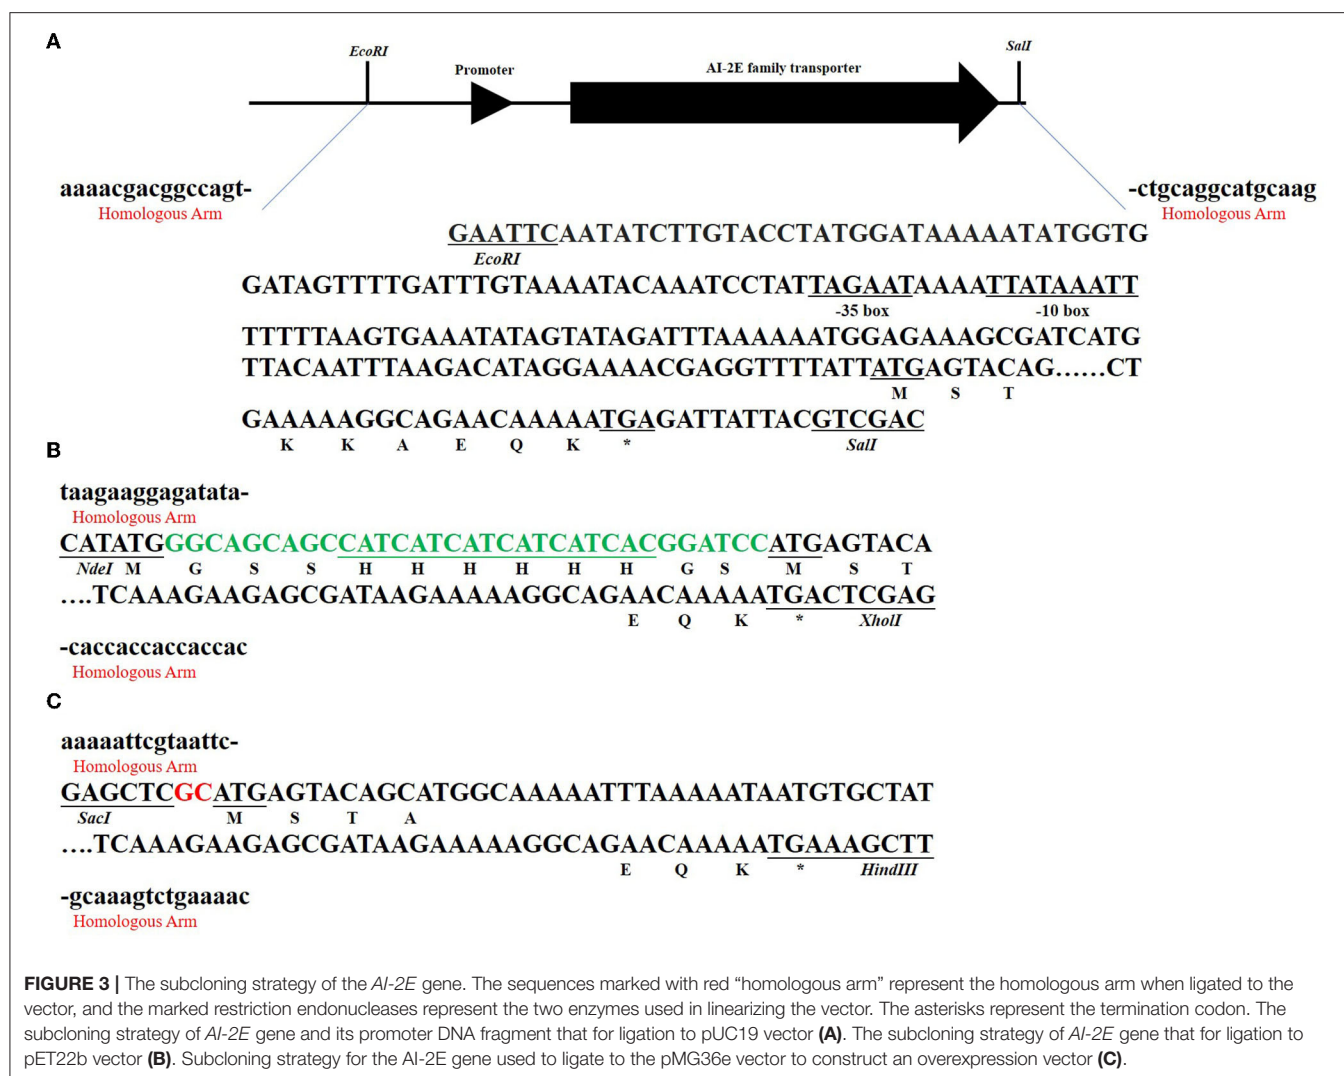 A
EcoRI
SalI
Promoter
AI-2E family transporter
aaaacgacggccagt-
Homologous Arm
-ctgcaggcatgcaag
Homologous Arm
GAATTCAATATCTTGTACCTATGGATAAAAATATGGTG
EcoRI
GATAGTTTTGATTTGTAAAATACAAATCCTATTAGAATAAAATTATAAATT
-35 box -10 box
TTTTTAAGTGAAATATAGTATAGATTTAAAAAATGGAGAAAGCGATCATG
TTACAATTTAAGACATAGGAAAACGAGGTTTTATTATGAGTACAG......CT
M S T
GAAAAAGGCAGAACAAAAATGAGATTATTACGTCGAC
K K A E Q K * SalI
B
taagaaggagatata-
Homologous Arm
CATATGGGCAGCAGCCATCATCATCATCATCACGGATCCATGAGTACA
NdeI M G S S H H H H H H G S M S T
....TCAAAGAAGAGCGATAAGAAAAAGGCAGAACAAAAATGACTCGAG
E Q K * XholI
-caccaccaccaccac
Homologous Arm
C
aaaaattcgtaattc-
Homologous Arm
GAGCTCGCATGAGTACAGCATGGCAAAAATTTAAAAATAATGTGCTAT
SacI M S T A
....TCAAAGAAGAGCGATAAGAAAAAGGCAGAACAAAAATGAAAGCTT
E Q K * HindIII
-gcaaagtctgaaaac
Homologous Arm
FIGURE 3 | The subcloning strategy of the AI-2E gene. The sequences marked with red “homologous arm” represent the homologous arm when ligated to the
vector, and the marked restriction endonucleases represent the two enzymes used in linearizing the vector. The asterisks represent the termination codon. The
subcloning strategy of AI-2E gene and its promoter DNA fragment that for ligation to pUC19 vector (A). The subcloning strategy of AI-2E gene that for ligation to
pET22b vector (B). Subcloning strategy for the AI-2E gene used to ligate to the pMG36e vector to construct an overexpression vector (C).